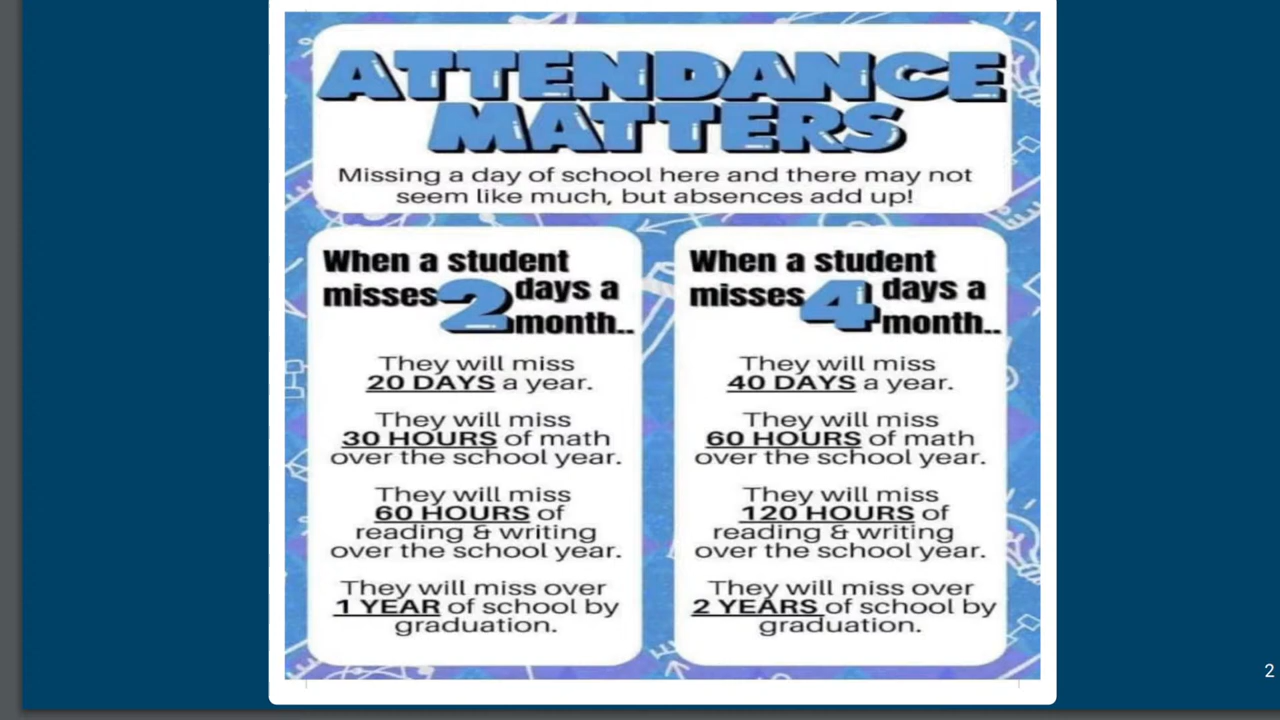 ATTENDANCE
MATTERS
Missing a day of school here and there may not
seem like much, but absences add up!
When a student
misses 2 days a
month..
They will miss
20 DAYS a year.
They will miss
30 HOURS of math
over the school year.
They will miss
60 HOURS of
reading & writing
over the school year.
They will miss over
1 YEAR of school by
graduation.
When a student
misses 4 days a
month..
They will miss
40 DAYS a year.
They will miss
60 HOURS of math
over the school year.
They will miss
120 HOURS of
reading & writing
over the school year.
They will miss over
2 YEARS of school by
graduation.
2